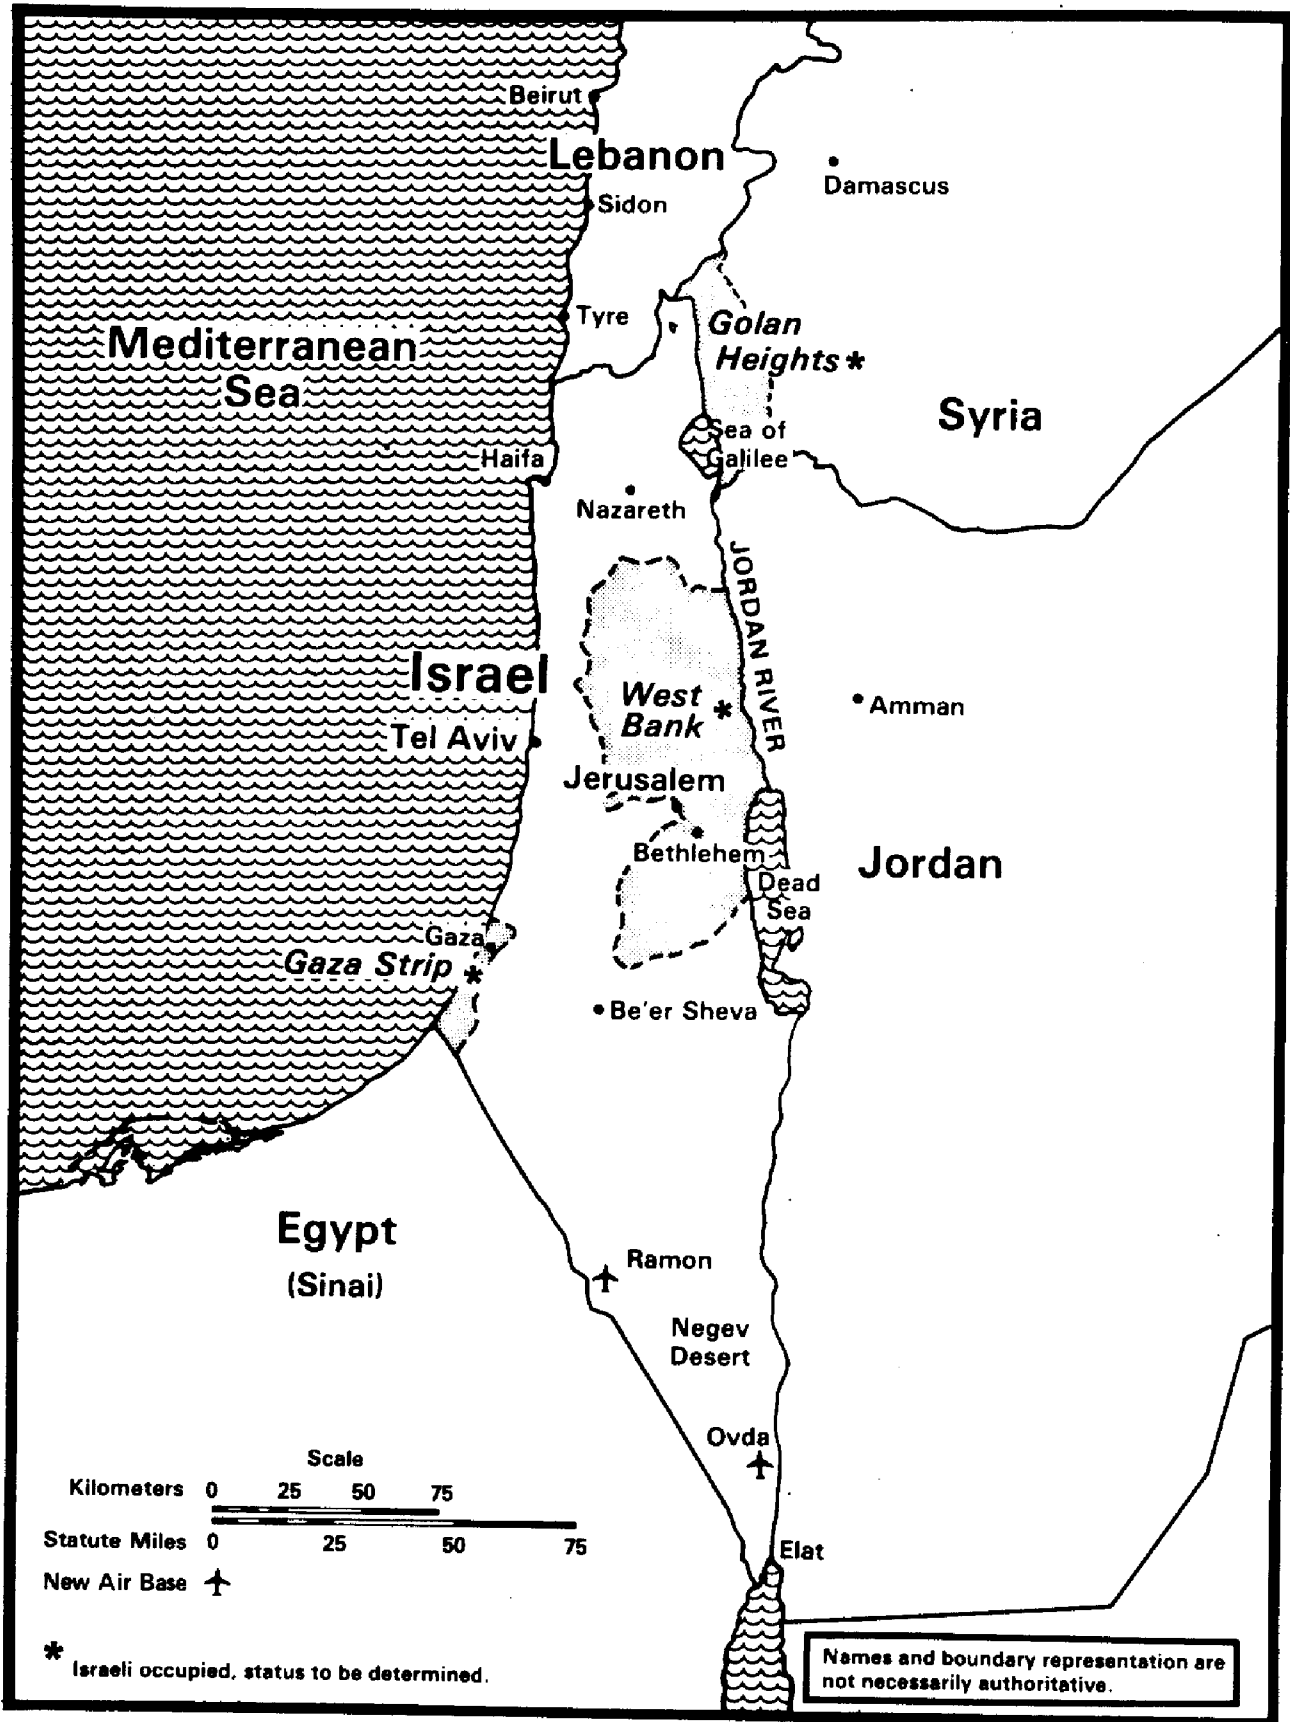 Beirut
Lebanon
Damascus
Sidon
Tyre
Mediterranean
Sea
Golan
Heights *
Syria
Sea of
Galilee
Haifa
Nazareth
JORDAN RIVER
Israel
West
Bank *
Amman
Tel Aviv
Jerusalem
Bethlehem
Jordan
Dead
Sea
Gaza
Gaza Strip *
Be'er Sheva
Egypt
(Sinai)
Ramon
Negev
Desert
Ovda
Elat
Scale
Kilometers 0 25 50 75
Statute Miles 0 25 50 75
New Air Base
* Israeli occupied, status to be determined.
Names and boundary representation are
not necessarily authoritative.